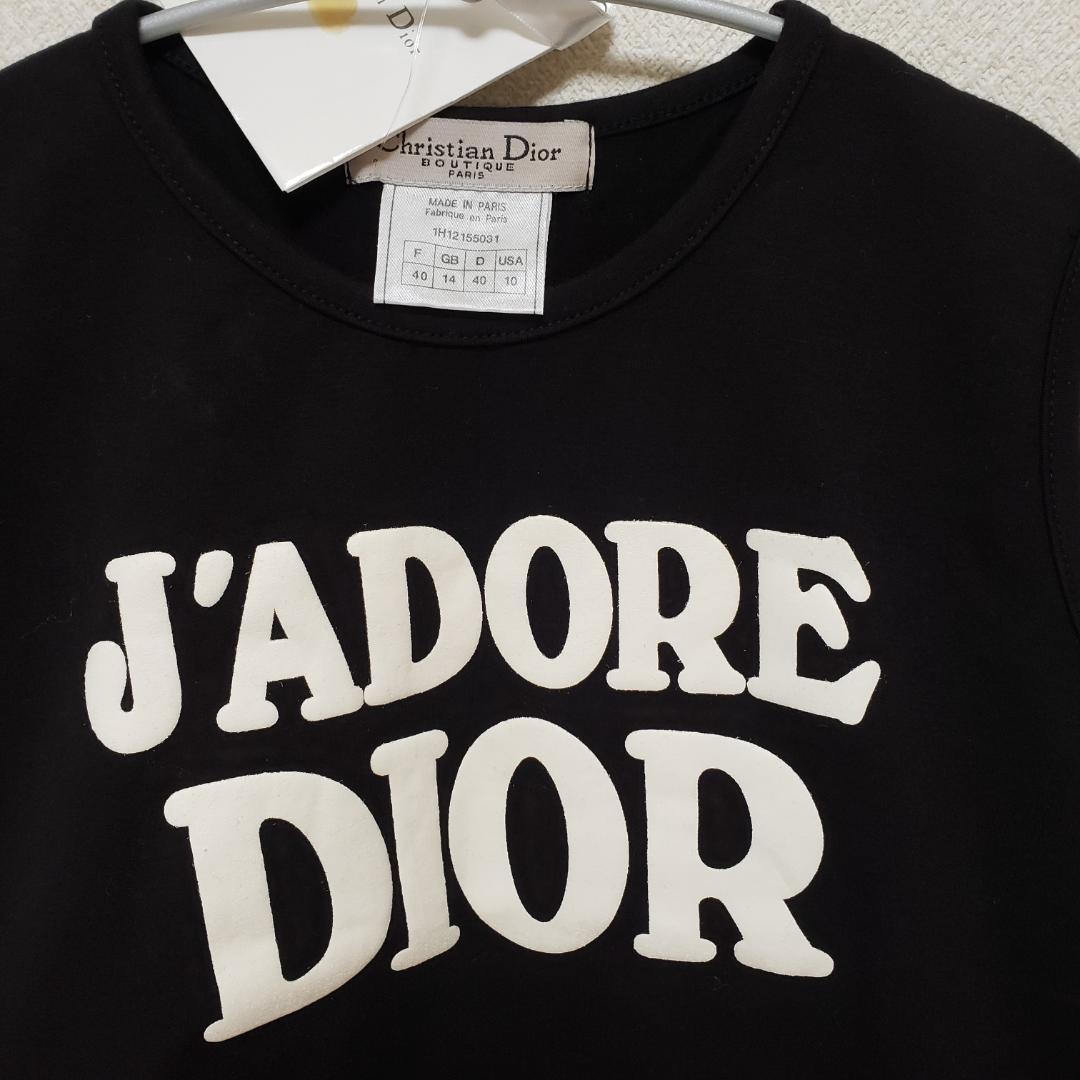 n Dior
Christian Dior
BOUTIQUE
PARIS
MADE IN PARIS
Fabriqué en Paris
1H12155031
F GB D USA
40 14 40 10
J'ADORE
DIOR